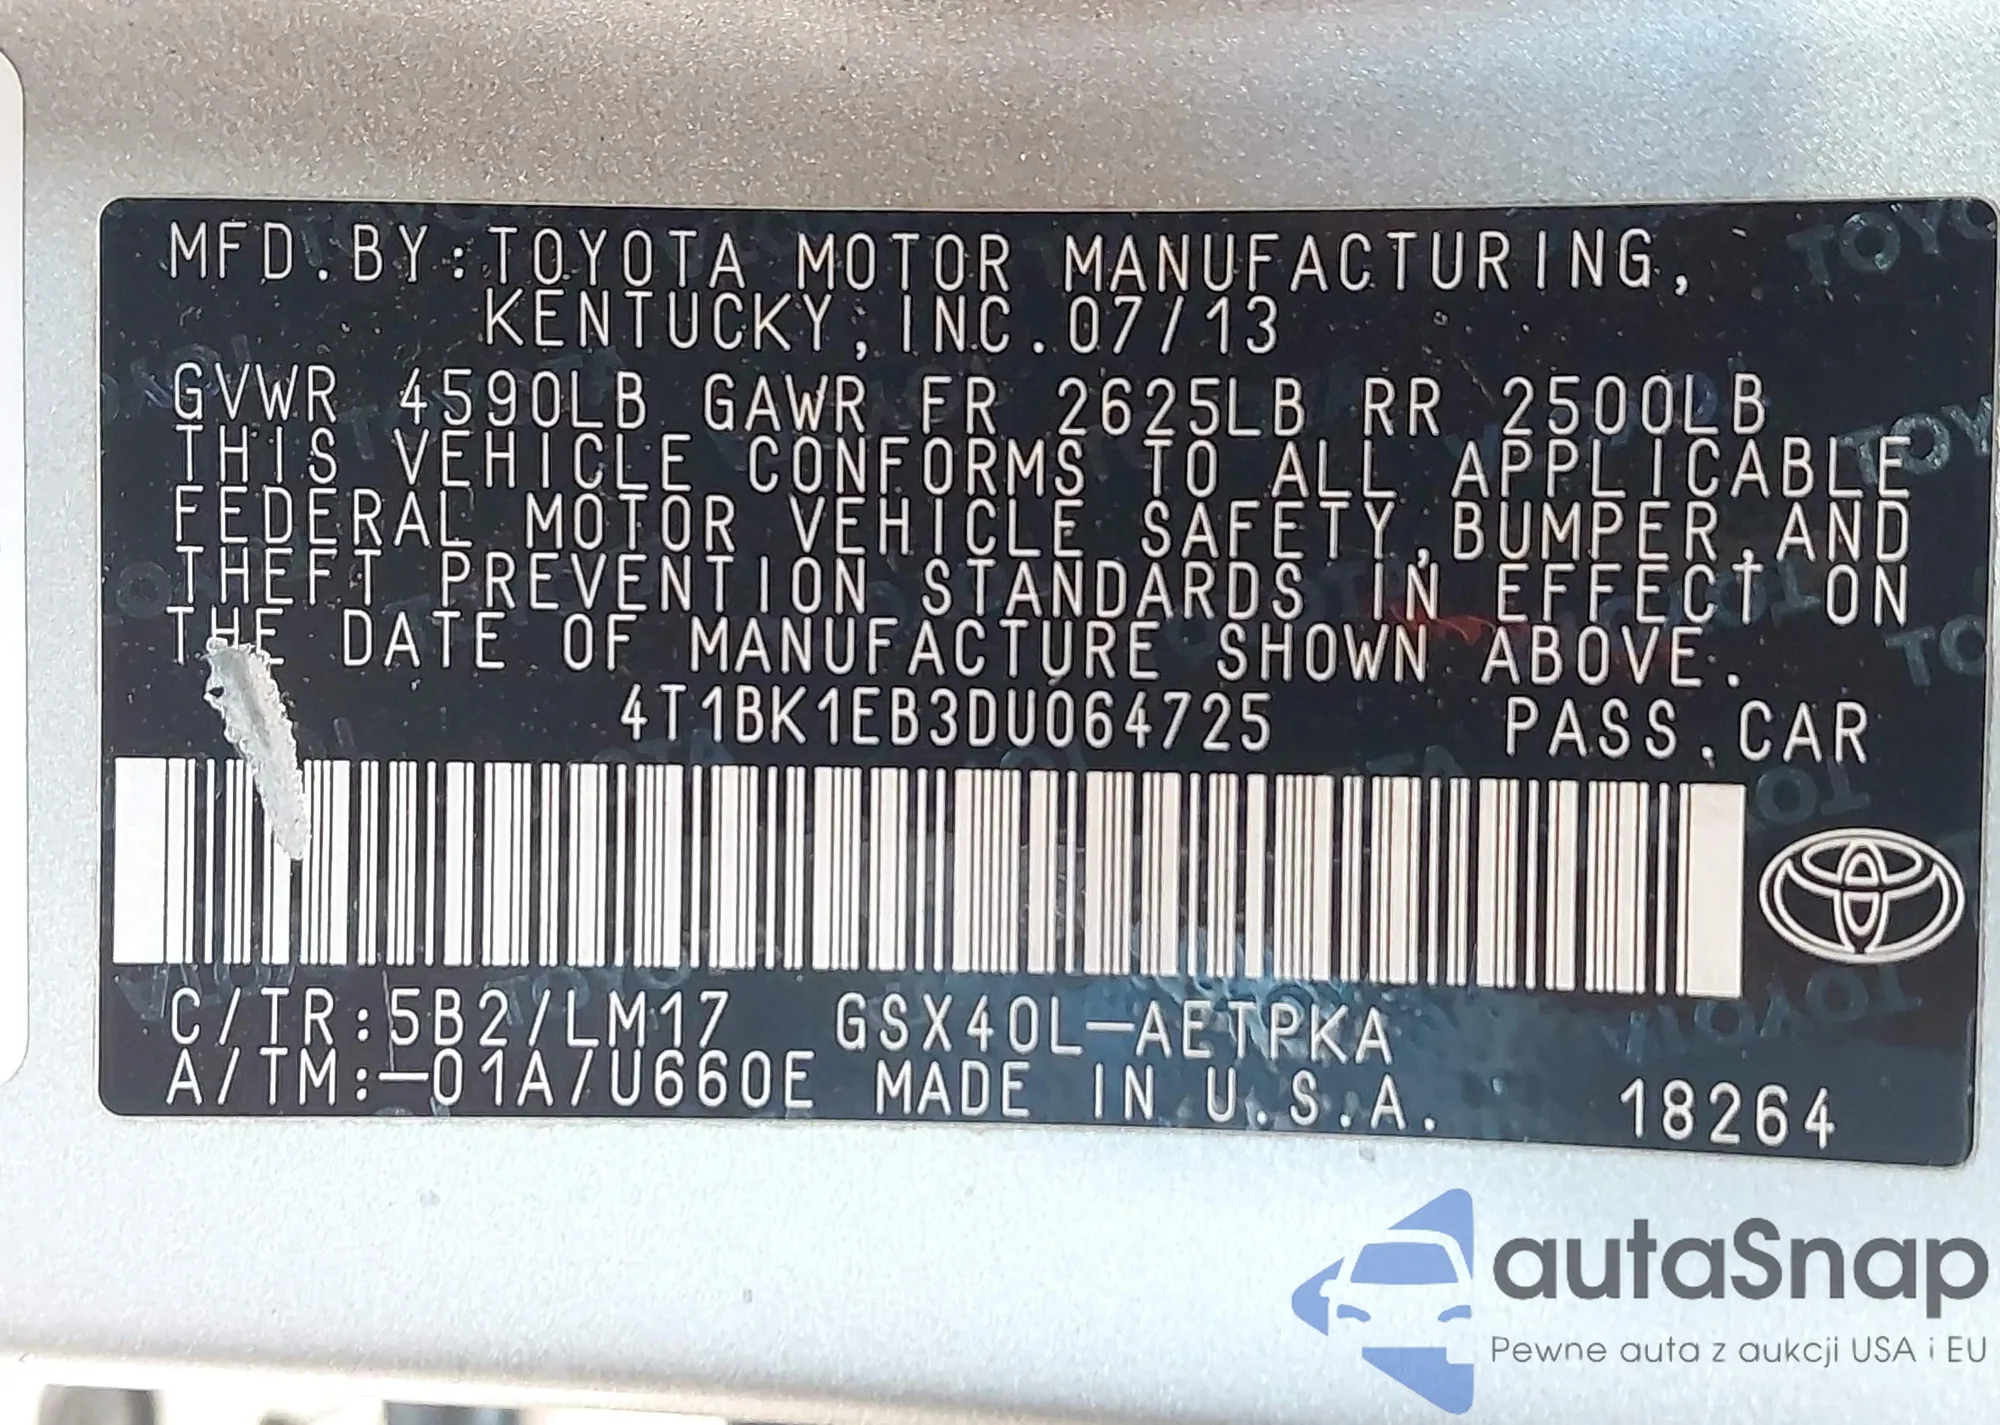 MFD.BY:TOYOTA MOTOR MANUFACTURING,
KENTUCKY,INC.07/13
GVWR 4590LB GAWR FR 2625LB RR 2500LB
THIS VEHICLE CONFORMS TO ALL APPLICABLE
FEDERAL MOTOR VEHICLE SAFETY,BUMPER,AND
THEFT PREVENTION STANDARDS IN EFFECT ON
THE DATE OF MANUFACTURE SHOWN ABOVE.
4T1BK1EB3DU064725 PASS.CAR
C/TR:5B2/LM17 GSX40L-AETPKA
A/TM:-01A/U660E MADE IN U.S.A. 18264
autaSnap
Pewne auta z aukcji USA i EU